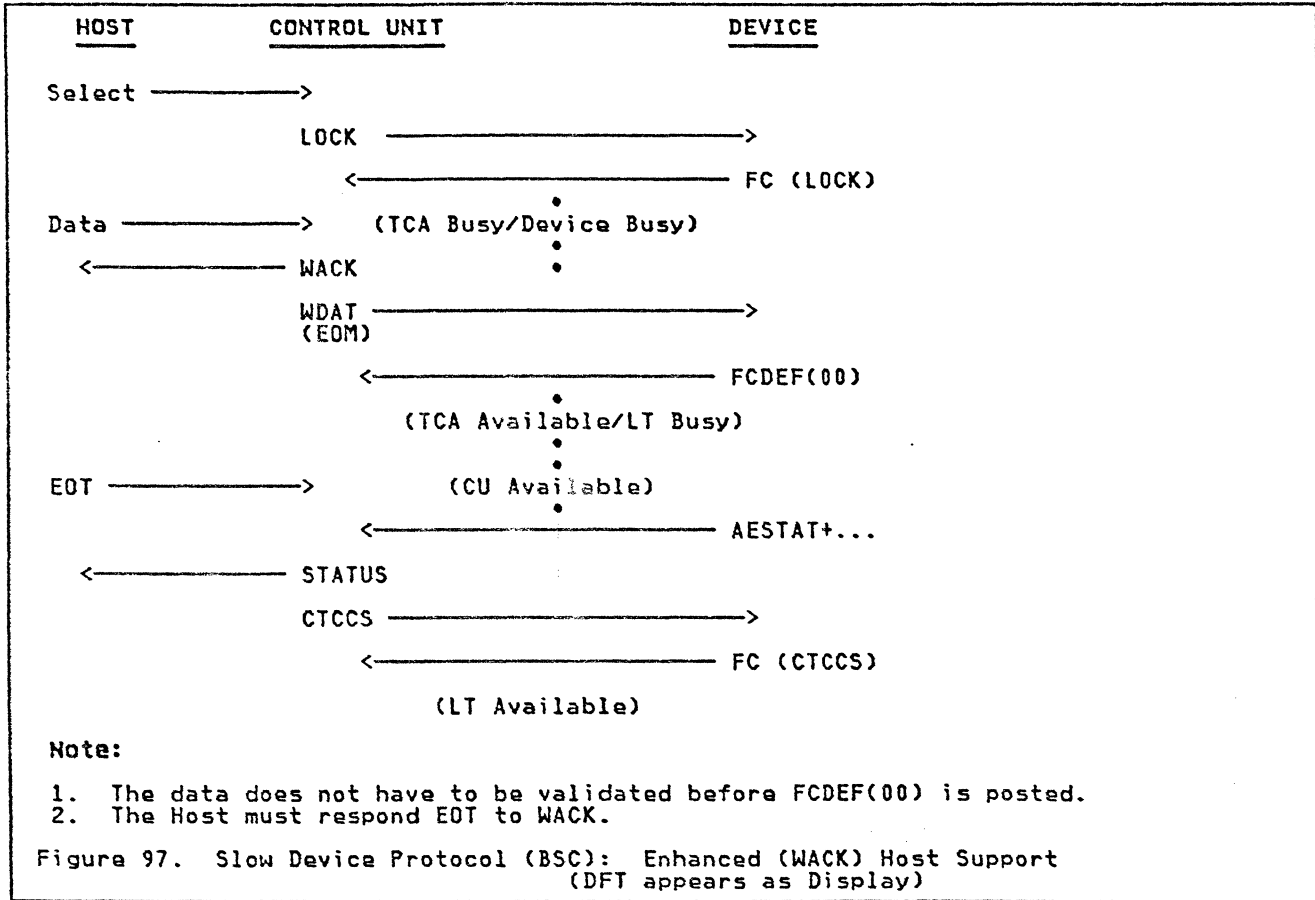 HOST CONTROL UNIT DEVICE
Select
LOCK
FC (LOCK)
Data (TCA Busy/Device Busy)
WACK
WDAT
(EOM)
FCDEF(00)
(TCA Available/LT Busy)
EOT (CU Available)
AESTAT+...
STATUS
CTCCS
FC (CTCCS)
(LT Available)
Note:
1. The data does not have to be validated before FCDEF(00) is posted.
2. The Host must respond EOT to WACK.
Figure 97. Slow Device Protocol (BSC): Enhanced (WACK) Host Support
(DFT appears as Display)